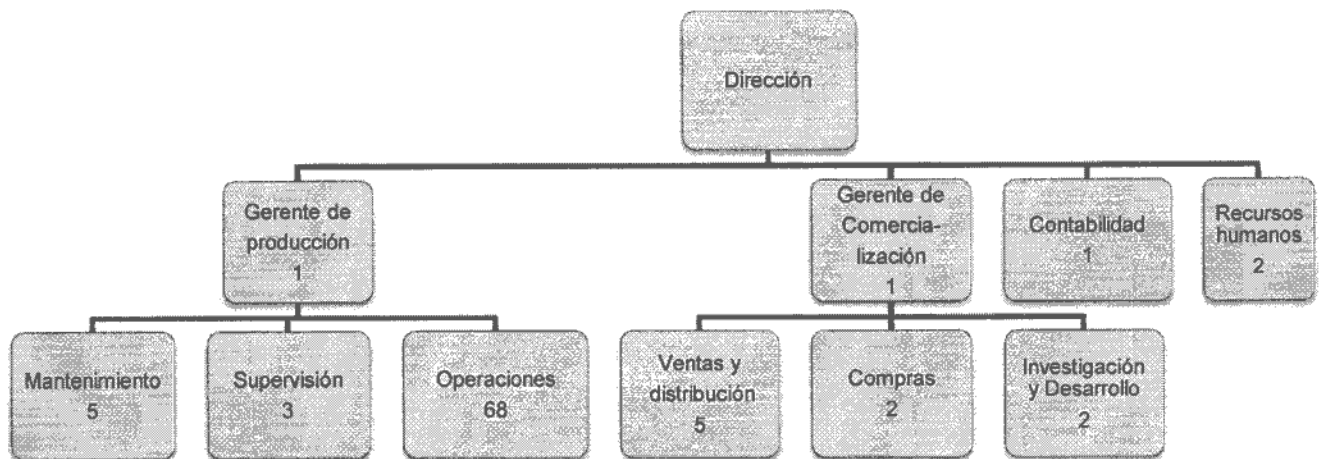 Dirección
Gerente de
producción
1
Gerente de
Comercia-
lización
1
Contabilidad
1
Recursos
humanos
2
Mantenimiento
5
Supervisión
3
Operaciones
68
Ventas y
distribución
5
Compras
2
Investigación
y Desarrollo
2